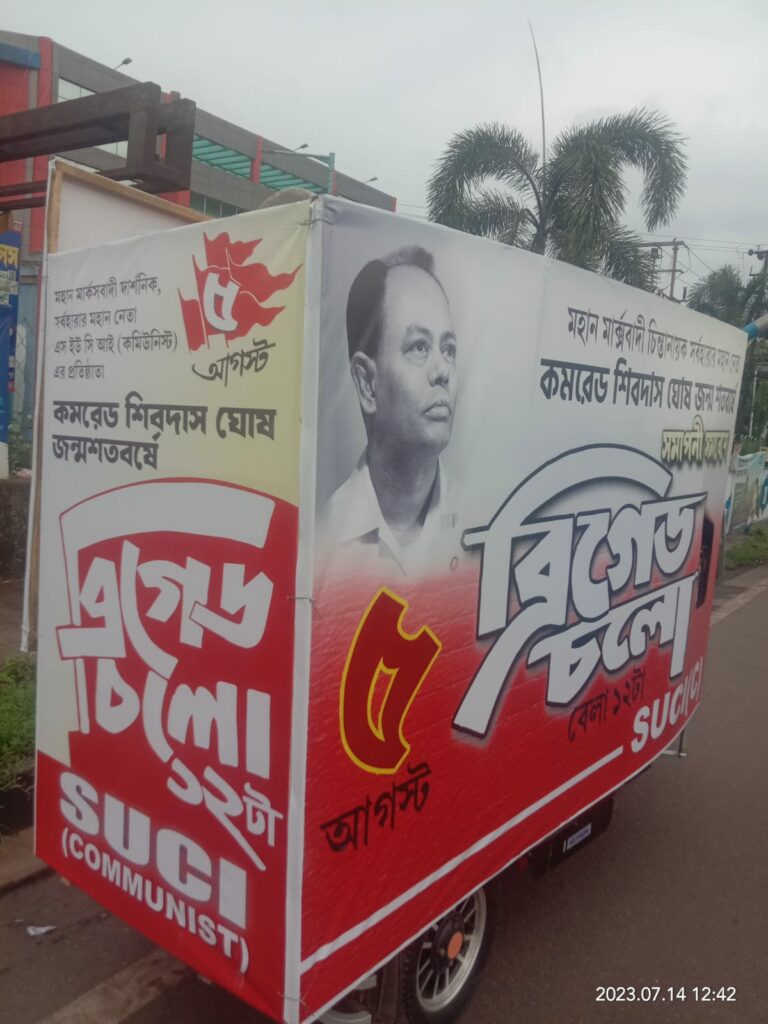 মহান মার্কসবাদী দার্শনিক,
সর্বহারার মহান নেতা
এস ইউ সি আই (কমিউনিস্ট)
এর প্রতিষ্ঠাতা
৫
আগস্ট
কমরেড শিবদাস ঘোষ
জন্মশতবর্ষে
ব্রিগেড
চলো
১২টা
SUCI
(COMMUNIST)
মহান মার্ক্সবাদী চিন্তানায়ক সর্বহারার মহান নেতা
কমরেড শিবদাস ঘোষ জন্ম শতবর্ষ
সমাপনী সমাবেশ
ব্রিগেড
চলো
৫
আগস্ট
বেলা ১২টা
SUCI(C)
2023.07.14 12:42